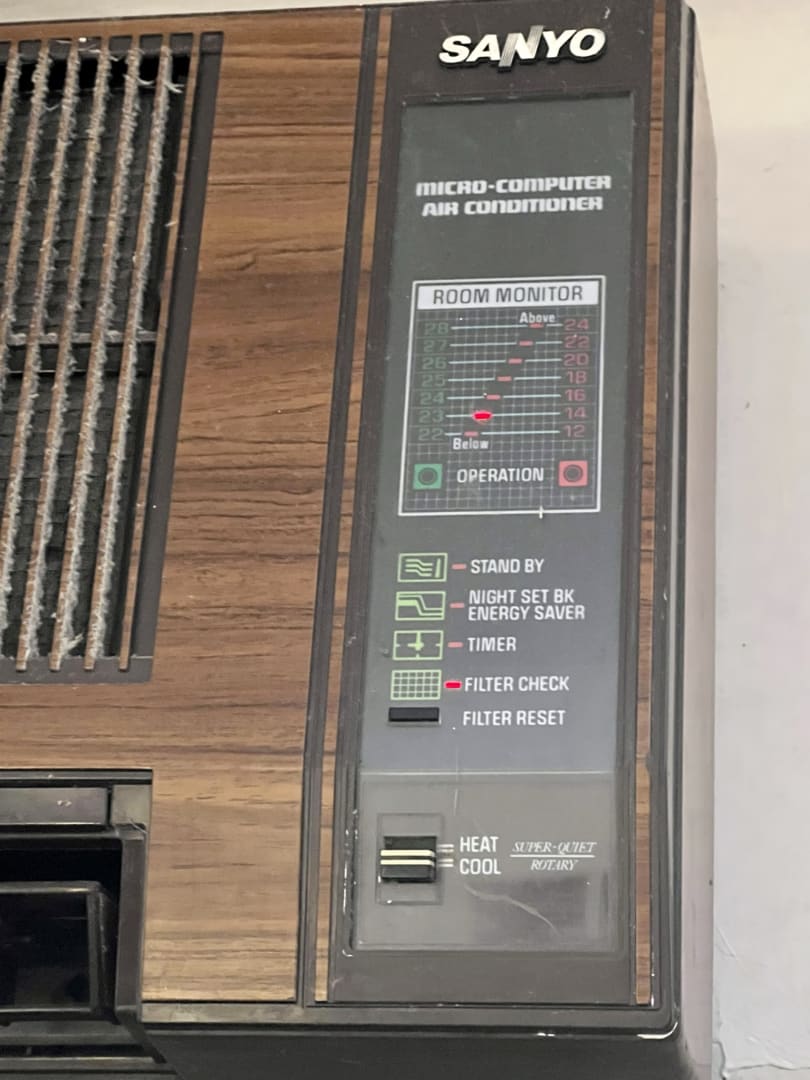 SANYO
MICRO-COMPUTER
AIR CONDITIONER
ROOM MONITOR
Above
28 24
27 22
26 20
25 18
24 16
23 14
22 12
Below
OPERATION
STAND BY
NIGHT SET BK
ENERGY SAVER
TIMER
FILTER CHECK
FILTER RESET
HEAT SUPER-QUIET
COOL ROTARY